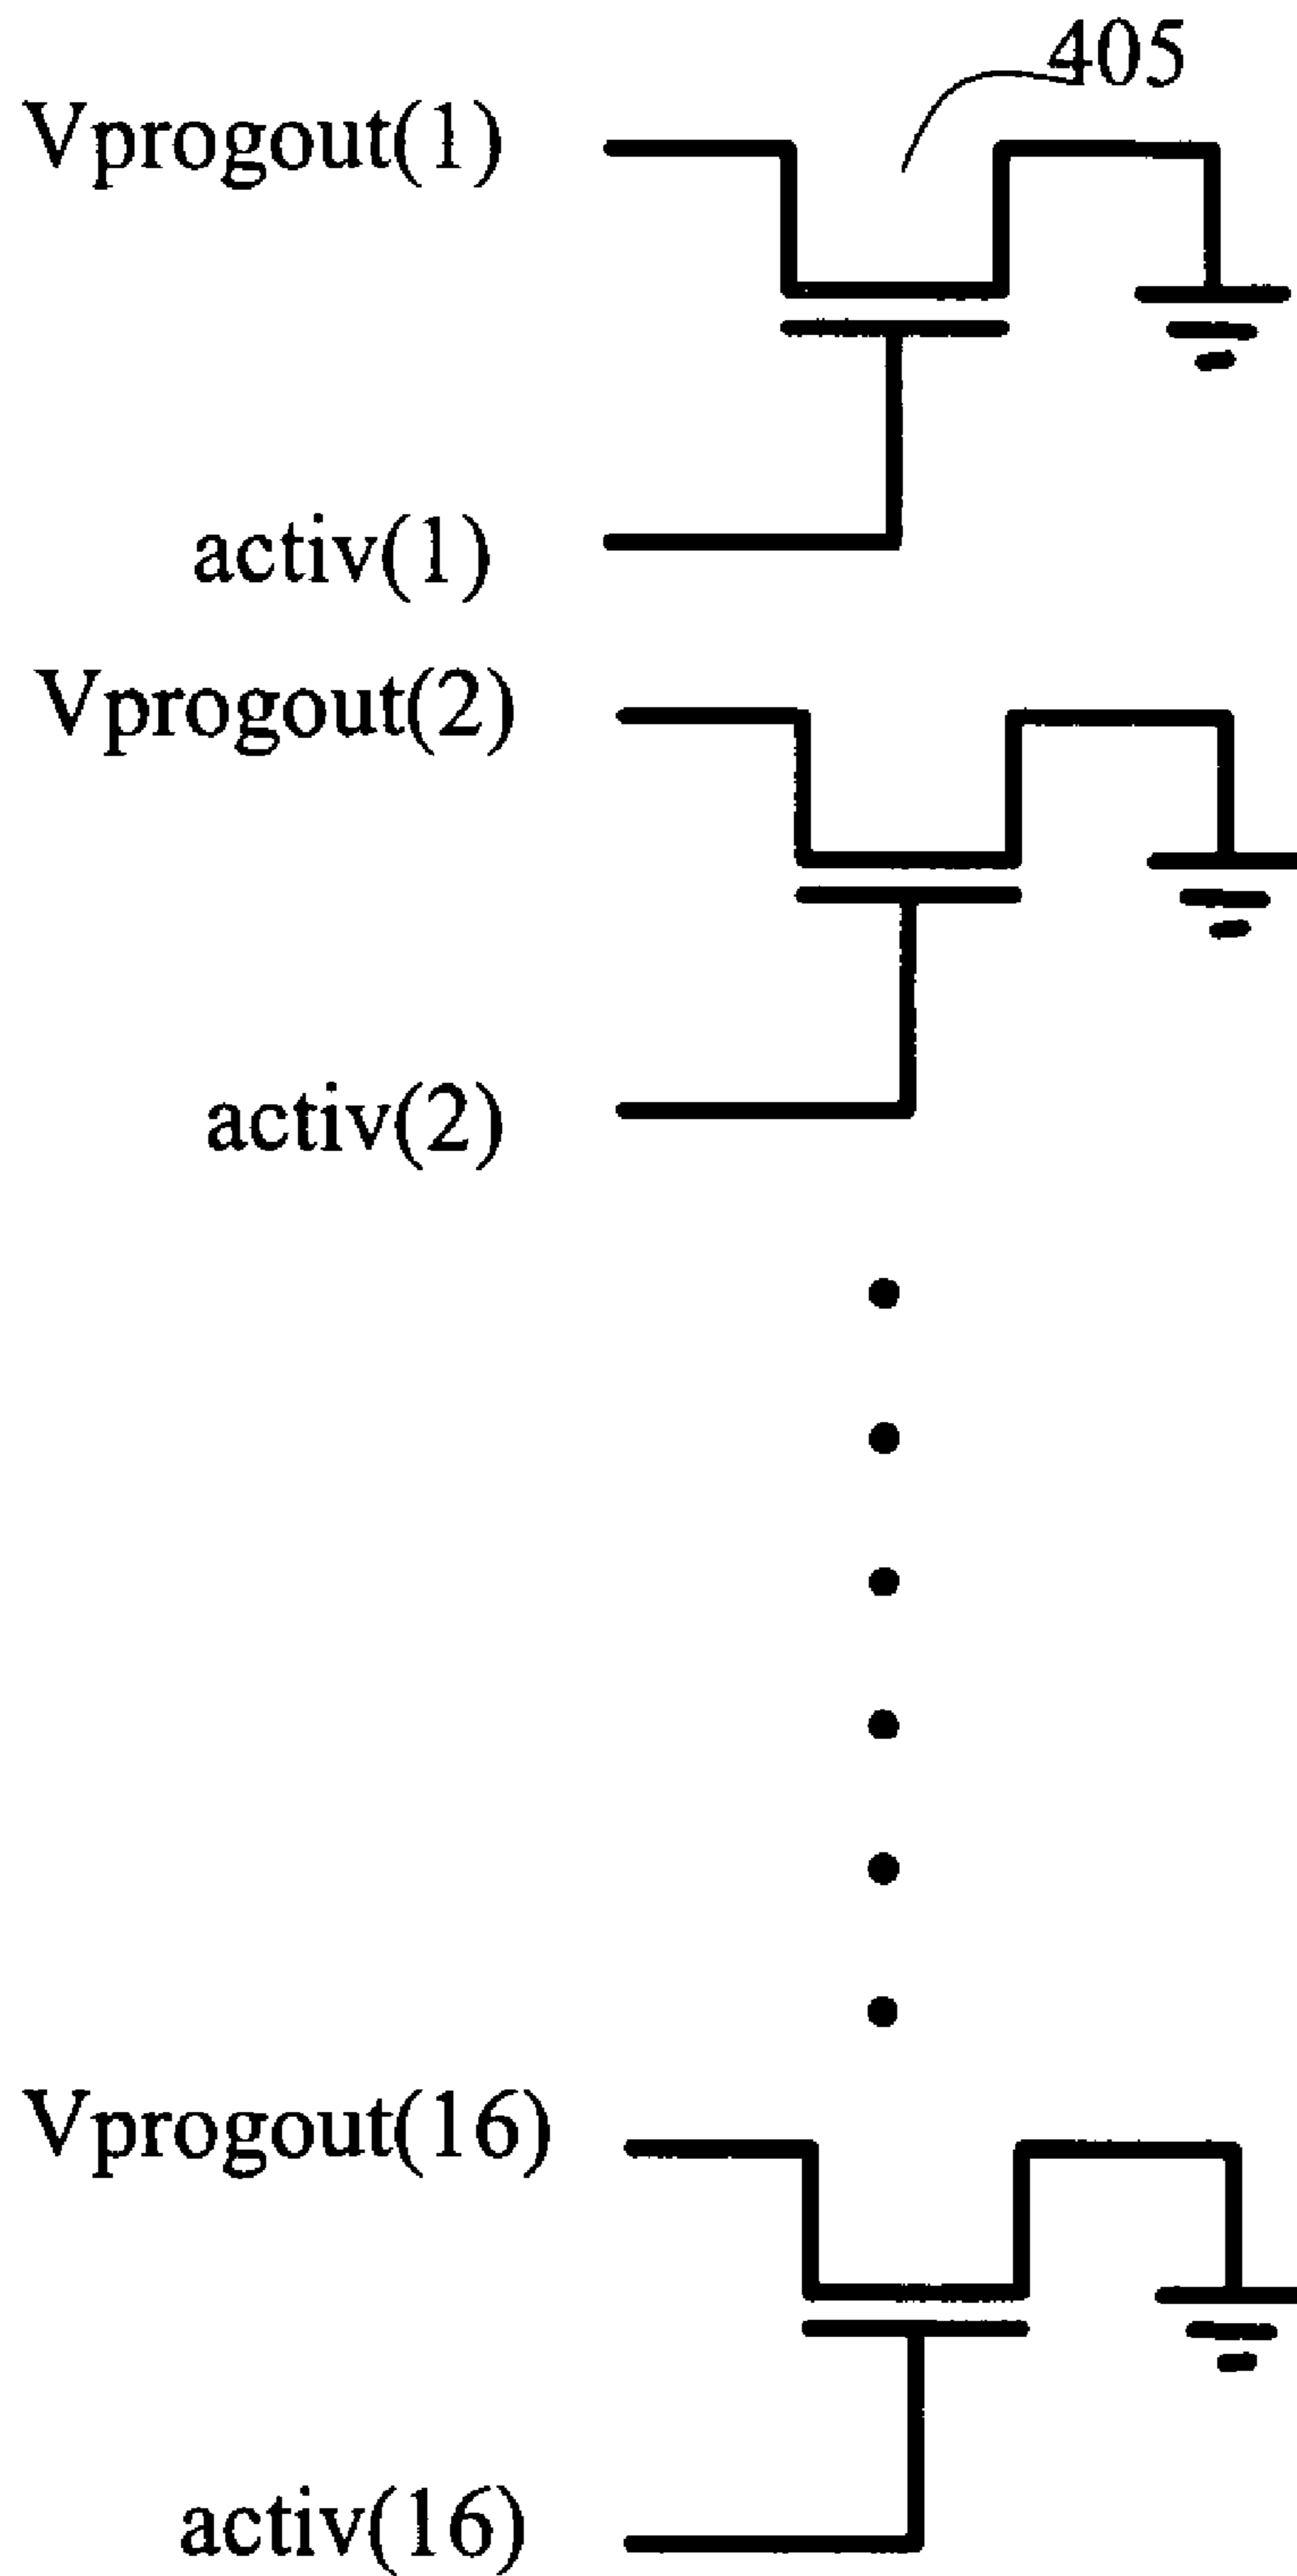 405
Vprogout(1)
activ(1)
Vprogout(2)
activ(2)
Vprogout(16)
activ(16)